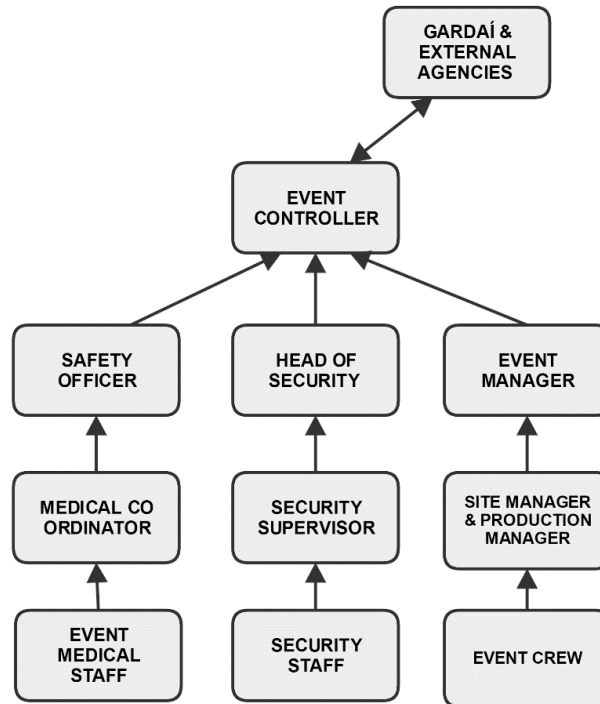 GARDAÍ &
EXTERNAL
AGENCIES
EVENT
CONTROLLER
SAFETY
OFFICER
HEAD OF
SECURITY
EVENT
MANAGER
MEDICAL CO
ORDINATOR
SECURITY
SUPERVISOR
SITE MANAGER
& PRODUCTION
MANAGER
EVENT
MEDICAL
STAFF
SECURITY
STAFF
EVENT CREW